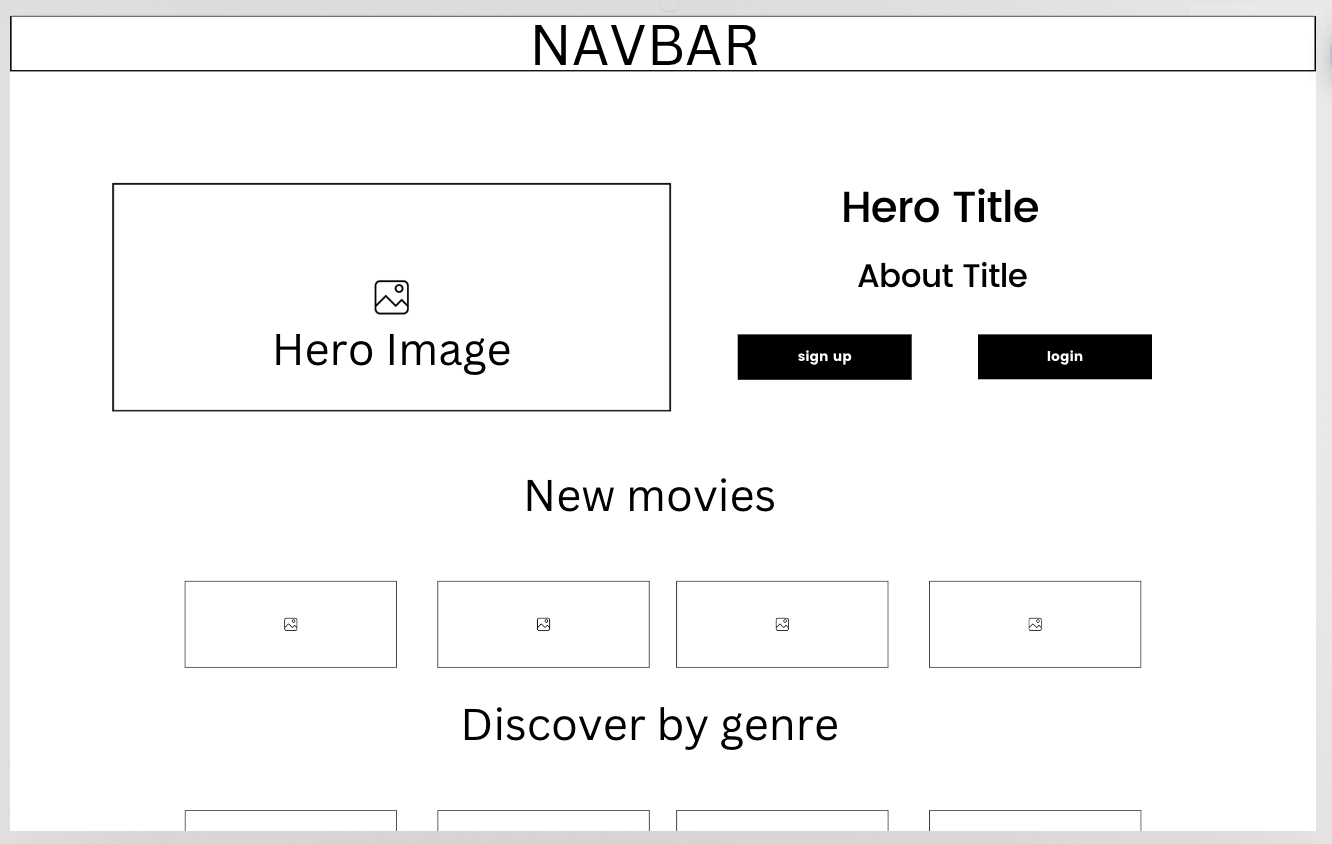 NAVBAR
Hero Image
Hero Title
About Title
sign up
login
New movies
Discover by genre